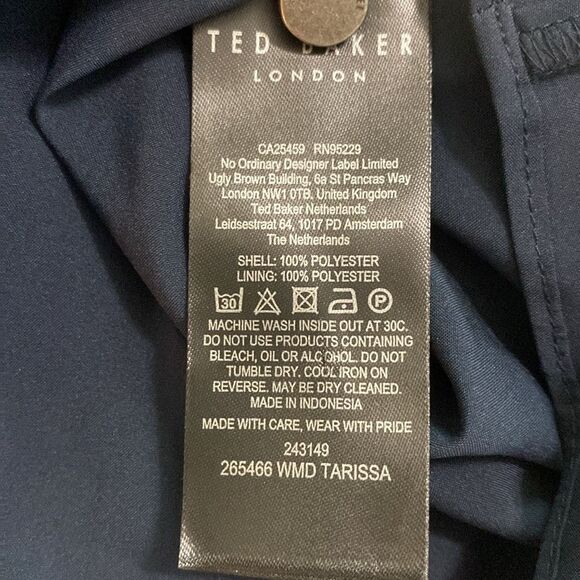 TED BAKER
LONDON
CA25459 RN95229
No Ordinary Designer Label Limited
Ugly Brown Building, 6a St Pancras Way
London NW1 0TB. United Kingdom
Ted Baker Netherlands
Leidsestraat 64, 1017 PD Amsterdam
The Netherlands
SHELL: 100% POLYESTER
LINING: 100% POLYESTER
30 P
MACHINE WASH INSIDE OUT AT 30C.
DO NOT USE PRODUCTS CONTAINING
BLEACH, OIL OR ALCOHOL. DO NOT
TUMBLE DRY. COOL IRON ON
REVERSE. MAY BE DRY CLEANED.
MADE IN INDONESIA
MADE WITH CARE, WEAR WITH PRIDE
243149
265466 WMD TARISSA